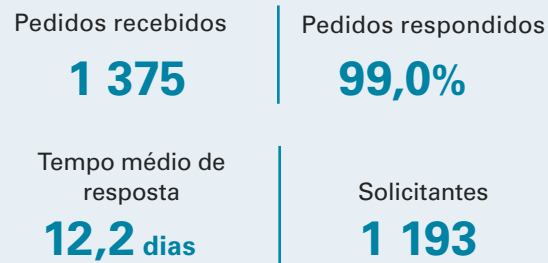 Pedidos recebidos
1 375
Pedidos respondidos
99,0%
Tempo médio de
resposta
12,2 dias
Solicitantes
1 193